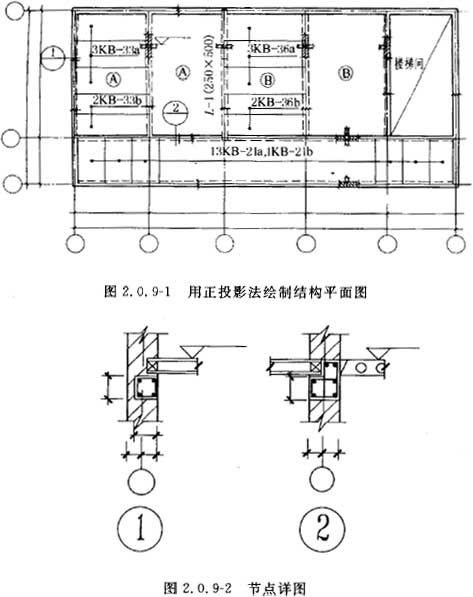 3KB-33a
3KB-36a
1
A
A
B
B
楼梯间
L-1(250×500)
2KB-33b
2
2KB-36b
13KB-21a,1KB-21b
图 2.0.9-1 用正投影法绘制结构平面图
1
2
图 2.0.9-2 节点详图